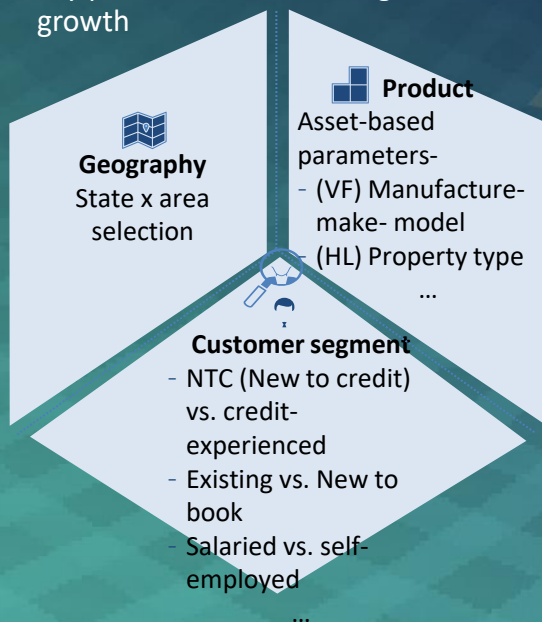 growth
Geography
State x area
selection
Product
Asset-based
parameters-
- (VF) Manufacture-
make- model
- (HL) Property type
...
Customer segment
- NTC (New to credit)
vs. credit-
experienced
- Existing vs. New to
book
- Salaried vs. self-
employed
...